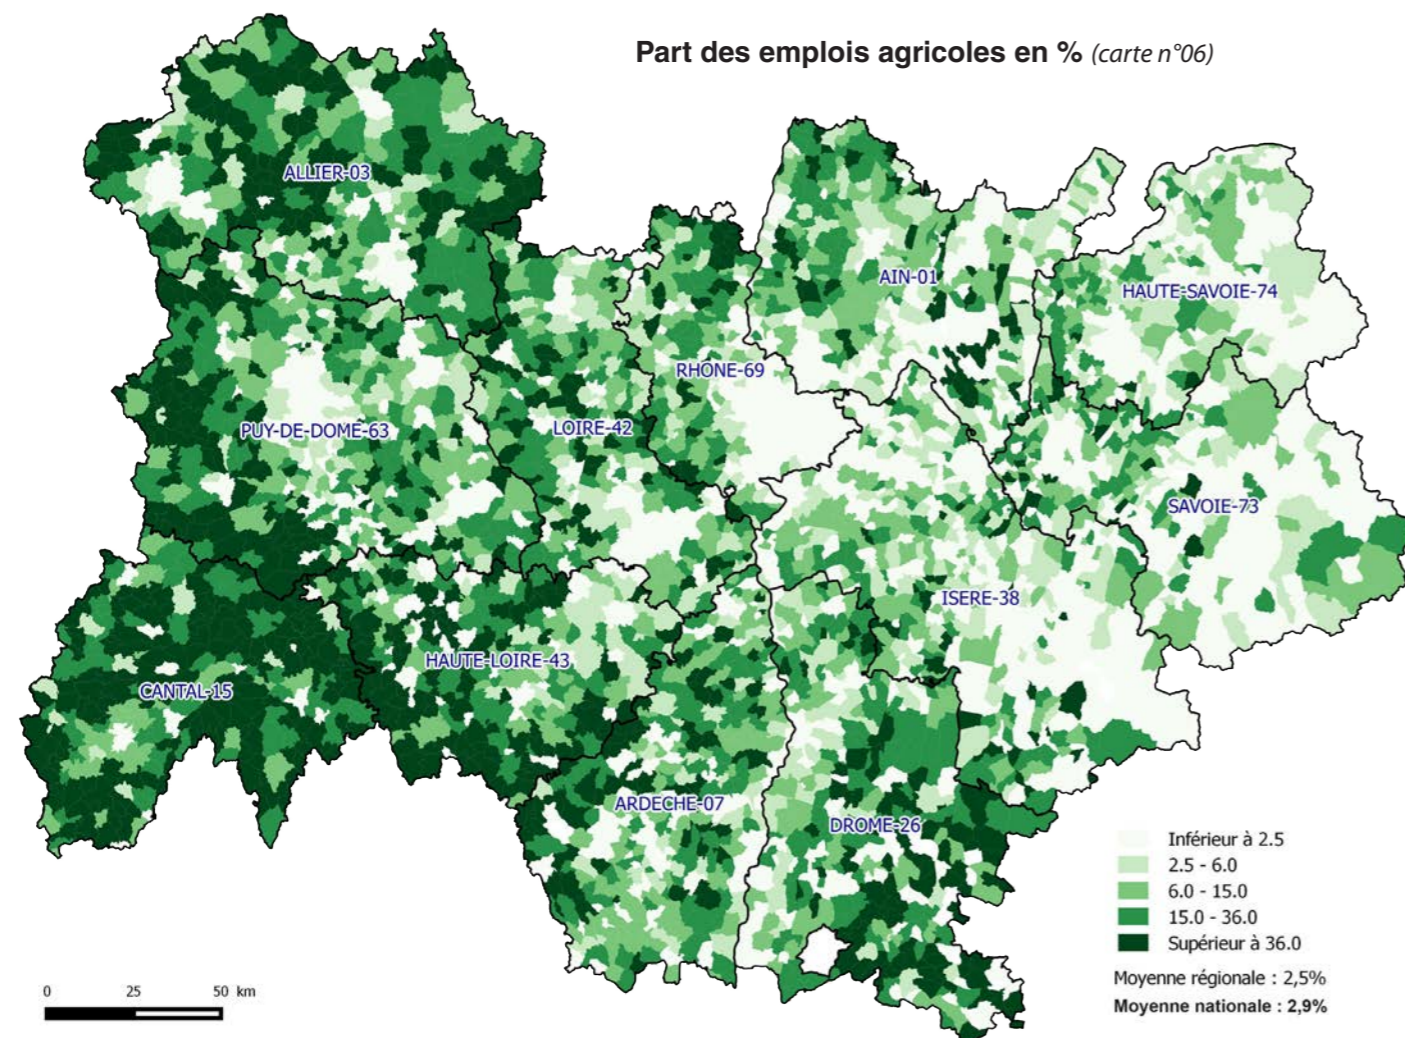 Part des emplois agricoles en % (carte n°06)
ALLIER-03
AIN-01
HAUTE-SAVOIE-74
RHONE-69
PUY-DE-DOME-63
LOIRE-42
SAVOIE-73
ISERE-38
HAUTE-LOIRE-43
CANTAL-15
ARDECHE-07
DROME-26
Inférieur à 2.5
2.5 - 6.0
6.0 - 15.0
15.0 - 36.0
Supérieur à 36.0
Moyenne régionale : 2,5%
Moyenne nationale : 2,9%
0 25 50 km